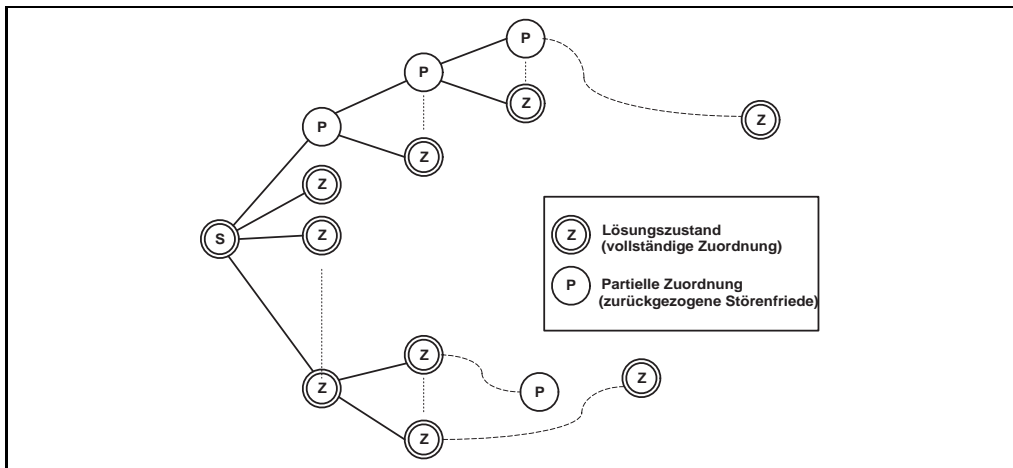 P
P
Z
Z
P
Z
Z
Z
S
Z
Lösungszustand
(vollständige Zuordnung)
P
Partielle Zuordnung
(zurückgezogene Störenfriede)
Z
Z
Z
P
Z
Z